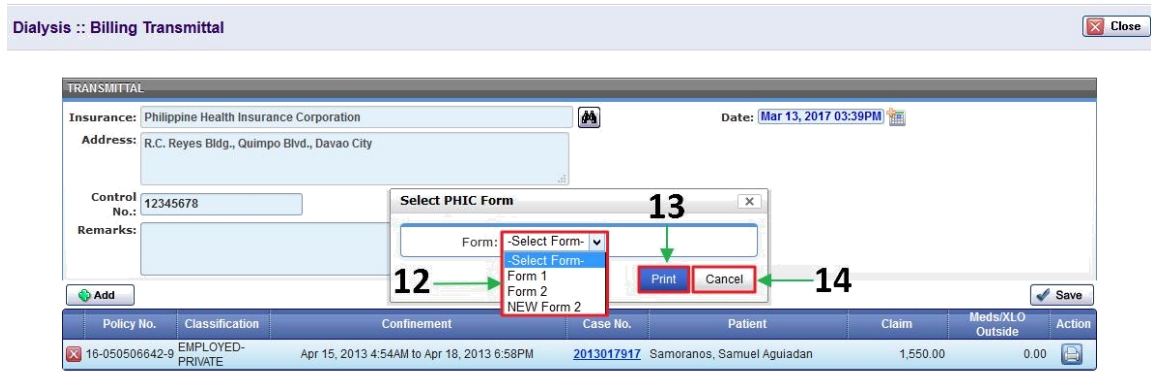 Dialysis :: Billing Transmittal
Close
TRANSMITTAL
Insurance: Philippine Health Insurance Corporation
Date: Mar 13, 2017 03:39PM
Address: R.C. Reyes Bldg., Quimpo Blvd., Davao City
Control No.: 12345678
Remarks:
Select PHIC Form
x
13
Form: -Select Form-
-Select Form-
Form 1
Form 2
NEW Form 2
12
Print
Cancel
14
Add
Save
Policy No. Classification Confinement Case No. Patient Claim Meds/XLO Outside Action
16-050506642-9 EMPLOYED-PRIVATE Apr 15, 2013 4:54AM to Apr 18, 2013 6:58PM 2013017917 Samoranos, Samuel Aguiadan 1,550.00 0.00